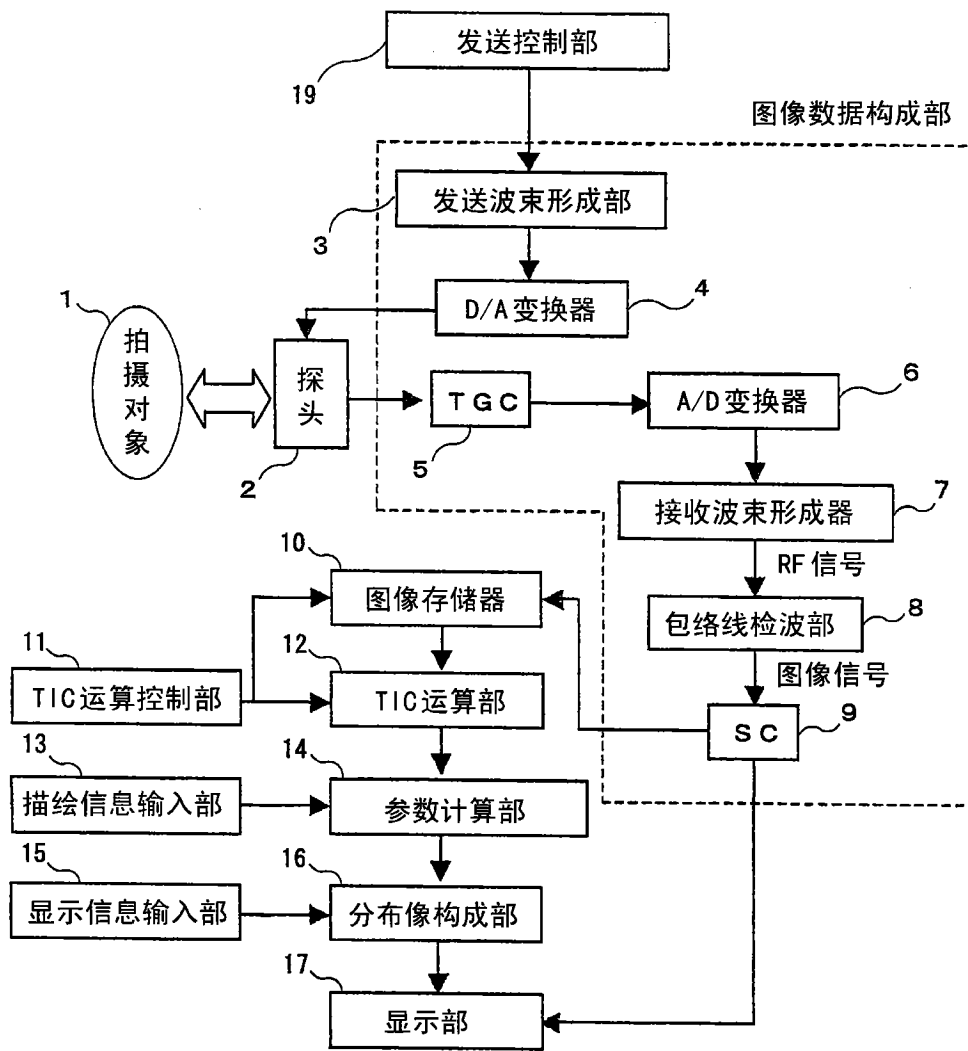 发送控制部
19
图像数据构成部
发送波束形成部
3
D/A变换器
4
1
拍摄对象
探头
2
TGC
5
A/D变换器
6
接收波束形成器
7
RF信号
10
图像存储器
包络线检波部
8
11
TIC运算控制部
12
TIC运算部
图像信号
SC
9
13
描绘信息输入部
14
参数计算部
15
显示信息输入部
16
分布像构成部
17
显示部